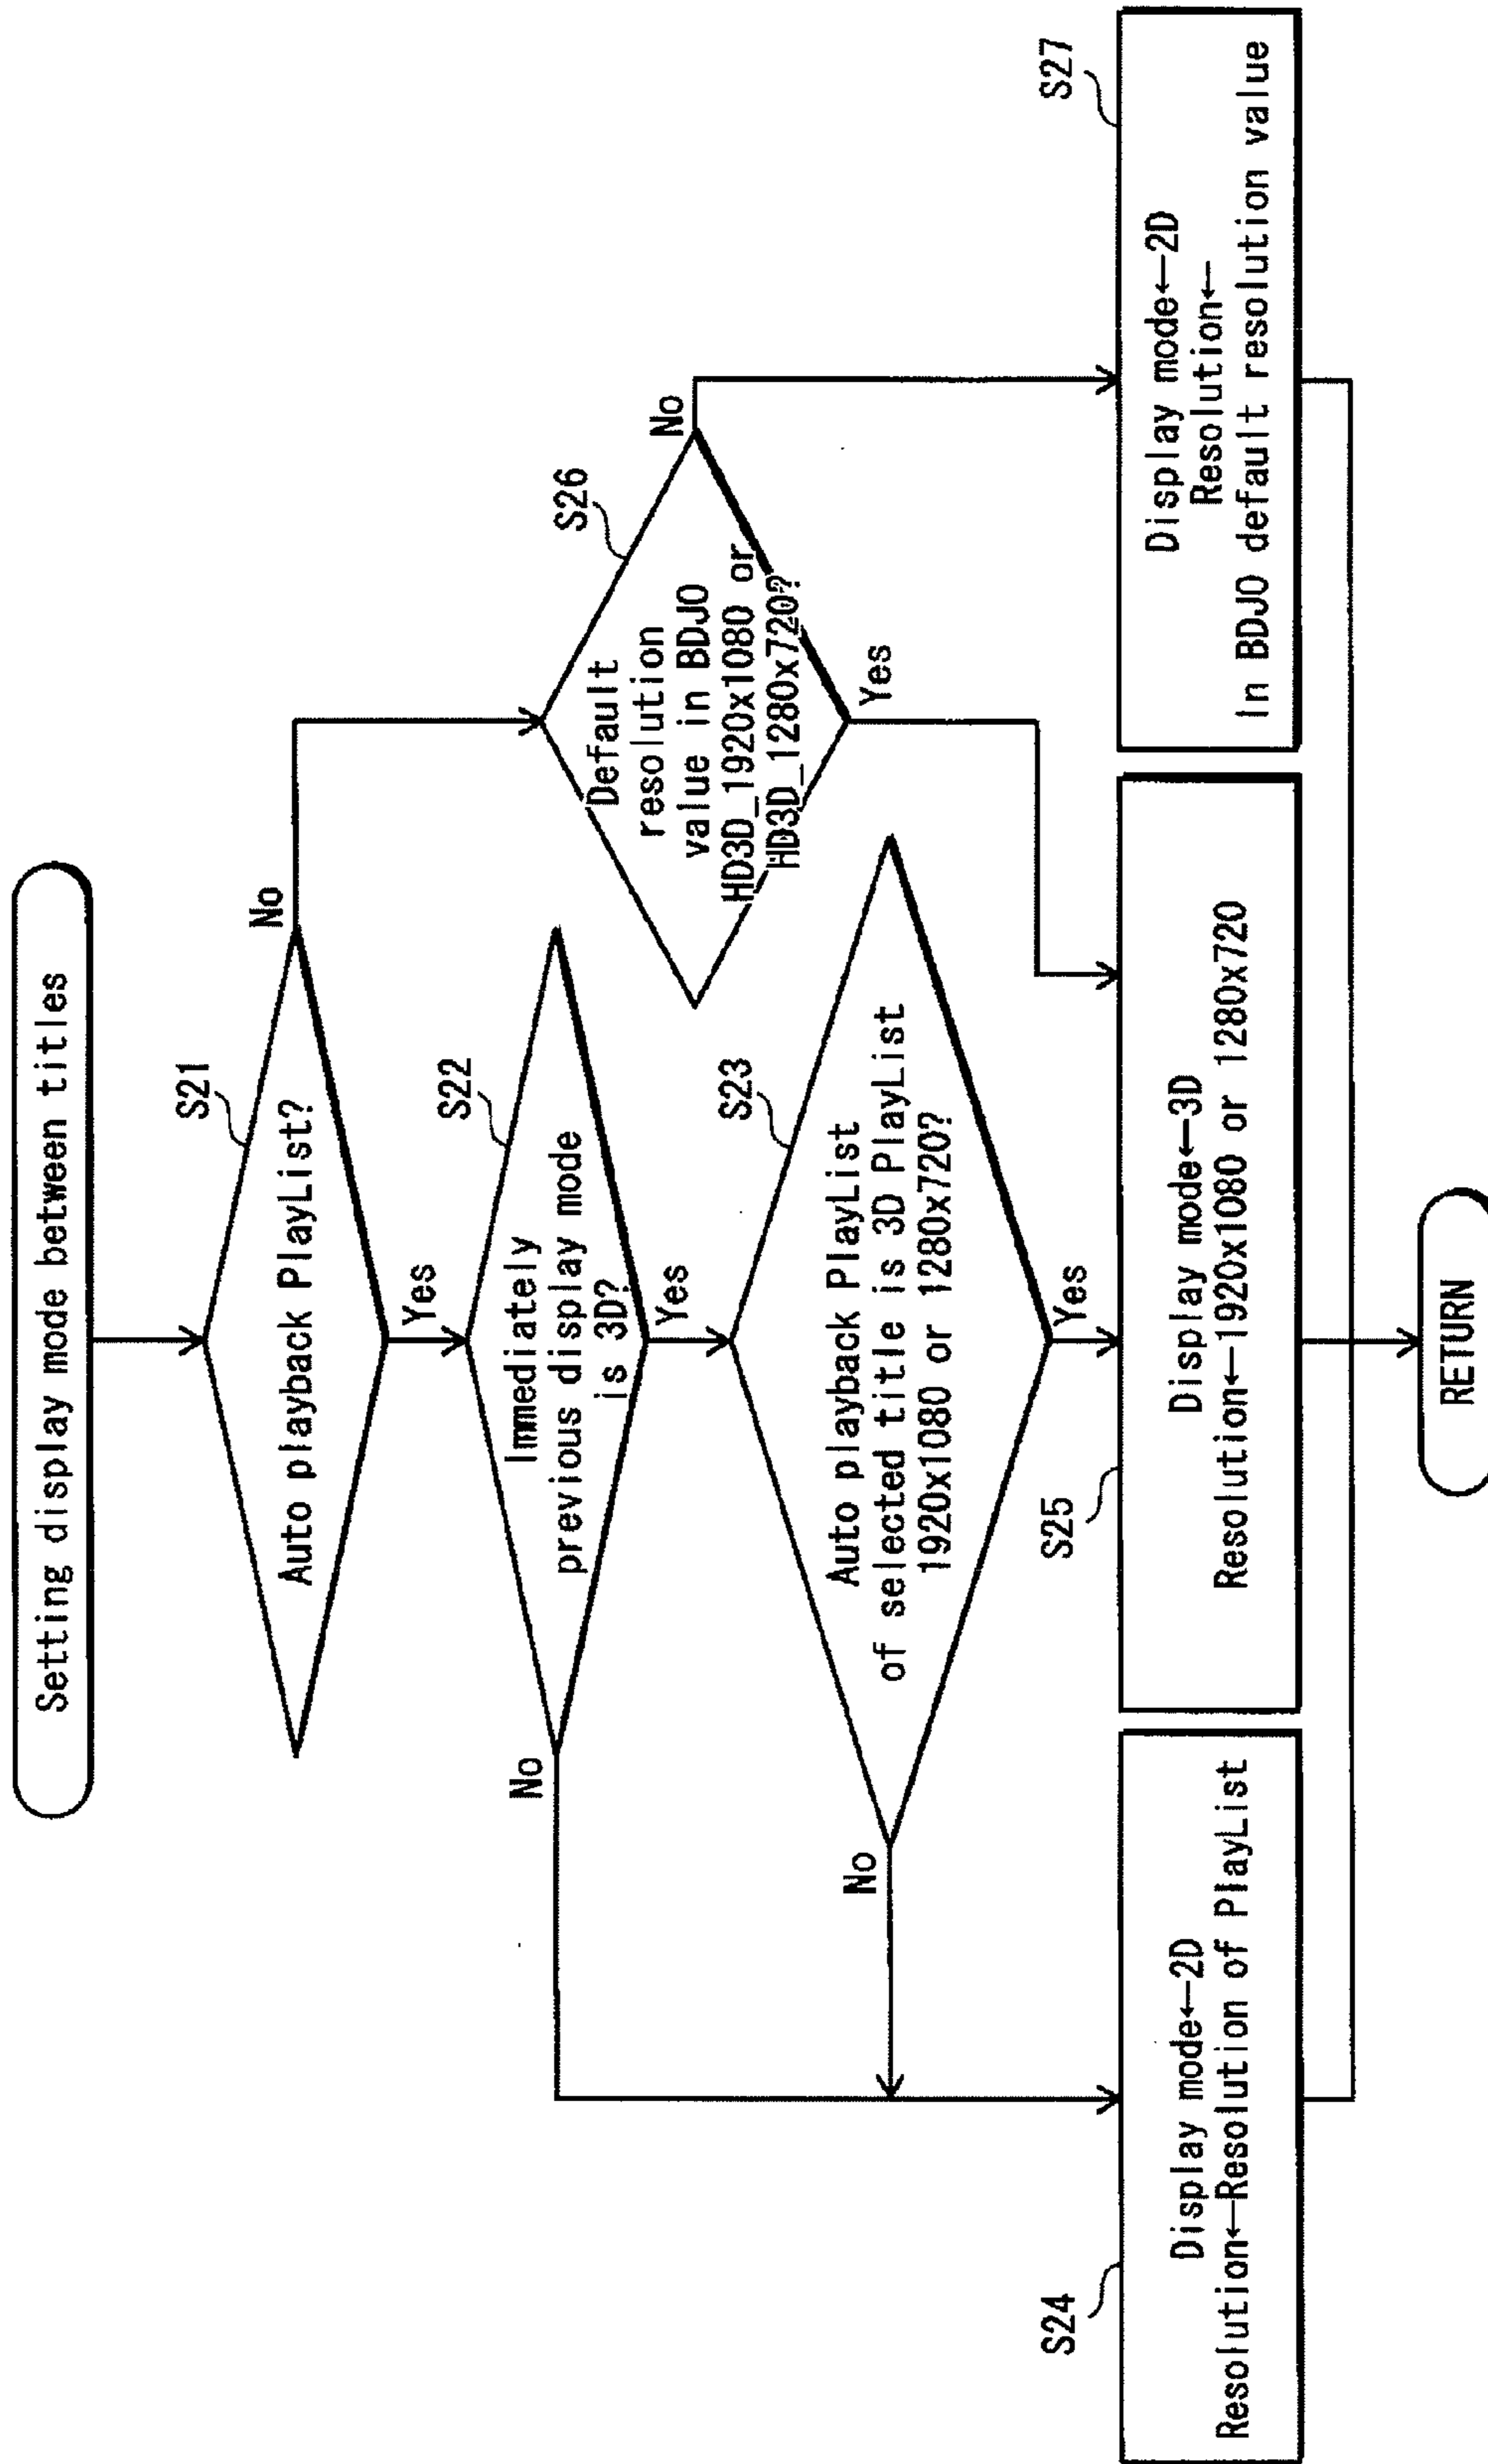 Setting display mode between titles
S21
Auto playback PlayList?
No
Yes
S22
Immediately
previous display mode
is 3D?
No
Yes
S23
Auto playback PlayList
of selected title is 3D PlayList
1920x1080 or 1280x720?
No
Yes
S26
Default
resolution
value in BDJO
HD3D_1920x1080 or
HD3D_1280x720?
No
Yes
S24
Display mode←2D
Resolution←Resolution of PlayList
S25
Display mode←3D
Resolution←1920x1080 or 1280x720
S27
Display mode←2D
Resolution←
In BDJO default resolution value
RETURN